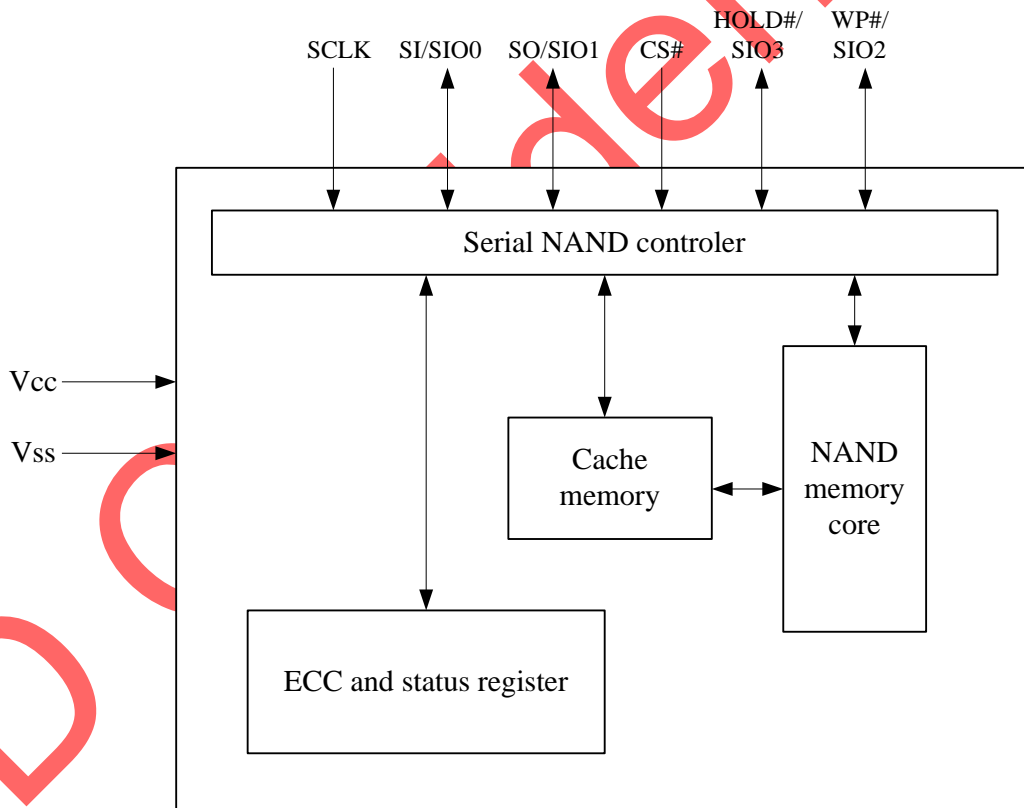 SCLK
SI/SIO0
SO/SIO1
CS#
HOLD#/
SIO3
WP#/
SIO2
Serial NAND controler
Vcc
Vss
Cache
memory
NAND
memory
core
ECC and status register